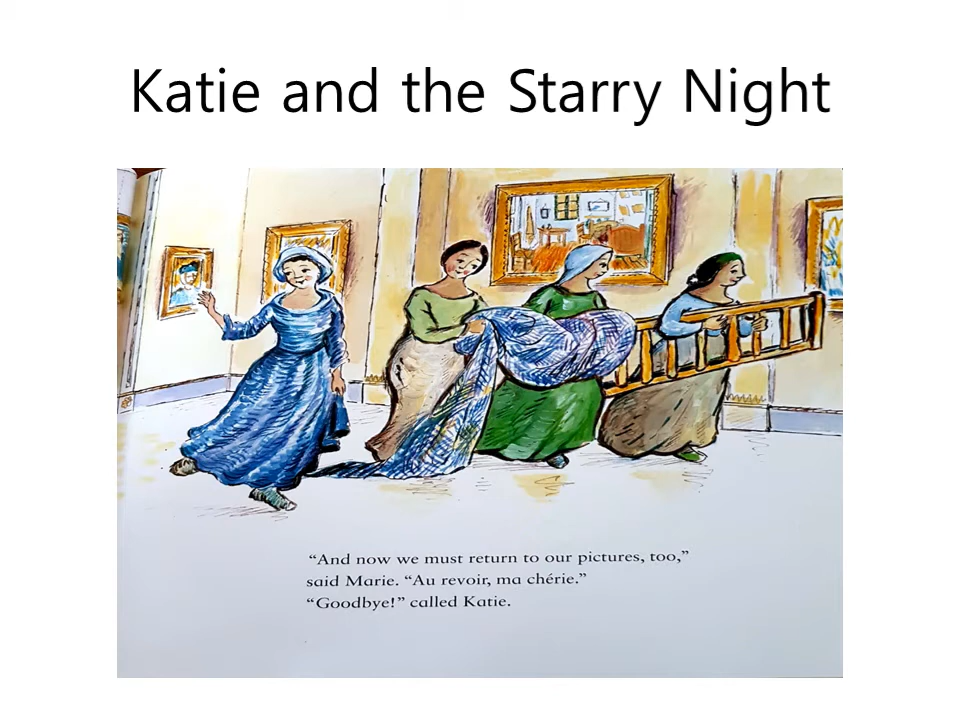 Katie and the Starry Night
“And now we must return to our pictures, too,”
said Marie. “Au revoir, ma chérie.”
“Goodbye!” called Katie.